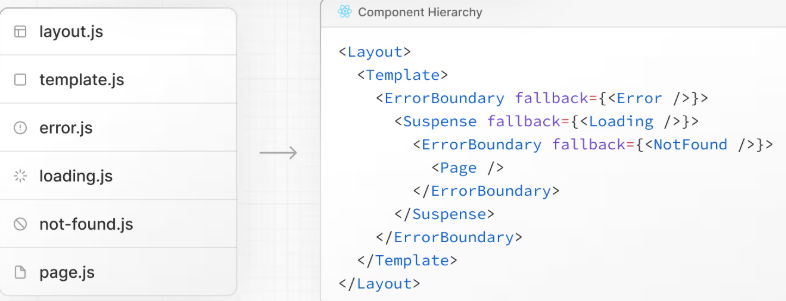 layout.js
template.js
error.js
loading.js
not-found.js
page.js
Component Hierarchy
<Layout>
  <Template>
    <ErrorBoundary fallback={<Error />}>
      <Suspense fallback={<Loading />}>
        <ErrorBoundary fallback={<NotFound />}>
          <Page />
        </ErrorBoundary>
      </Suspense>
    </ErrorBoundary>
  </Template>
</Layout>